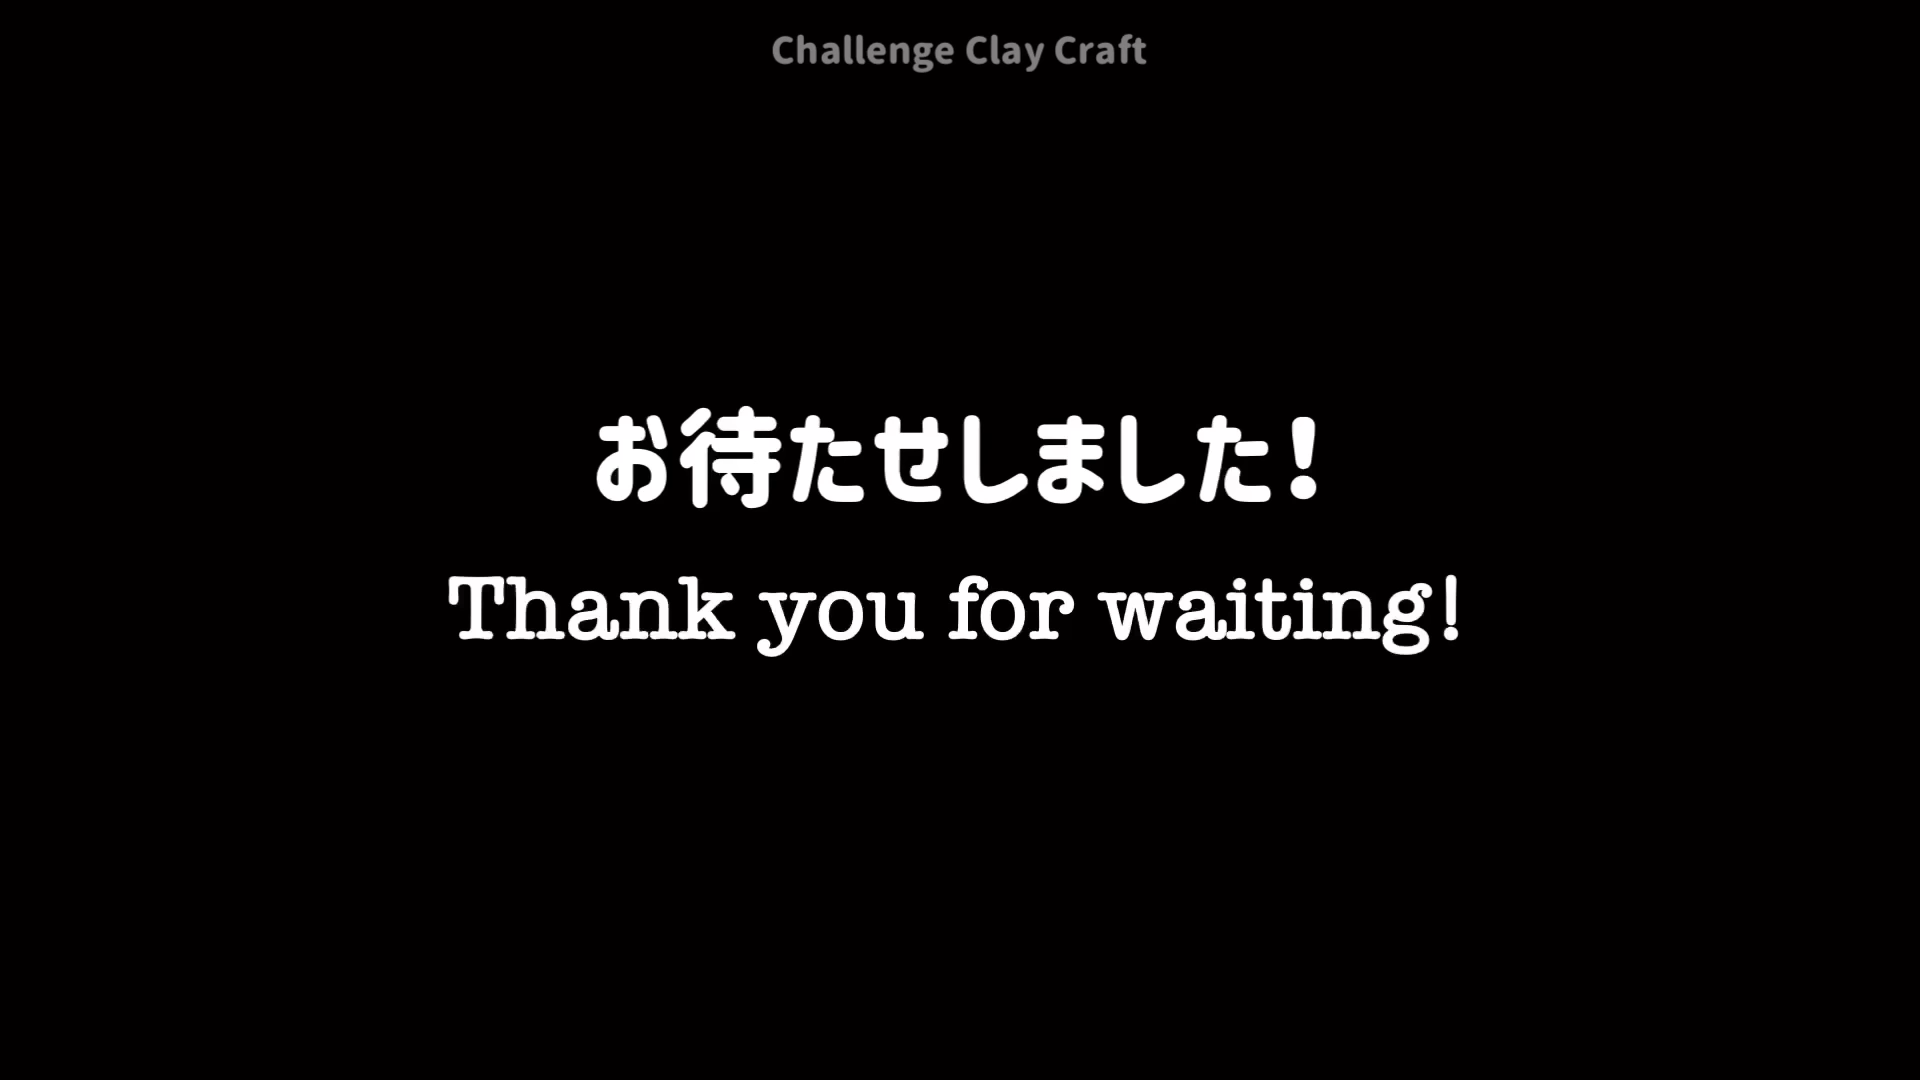 Challenge Clay Craft
お待たせしました!
Thank you for waiting!